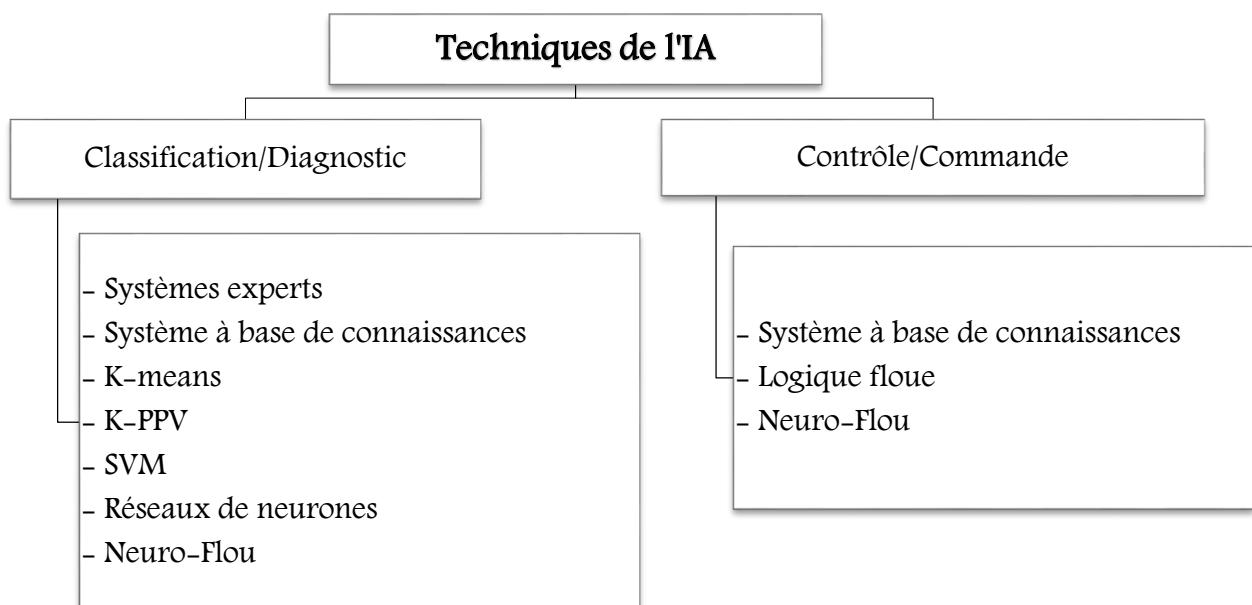 Techniques de l'IA
Classification/Diagnostic
Contrôle/Commande
- Systèmes experts
- Système à base de connaissances
- K-means
- K-PPV
- SVM
- Réseaux de neurones
- Neuro-Flou
- Système à base de connaissances
- Logique floue
- Neuro-Flou